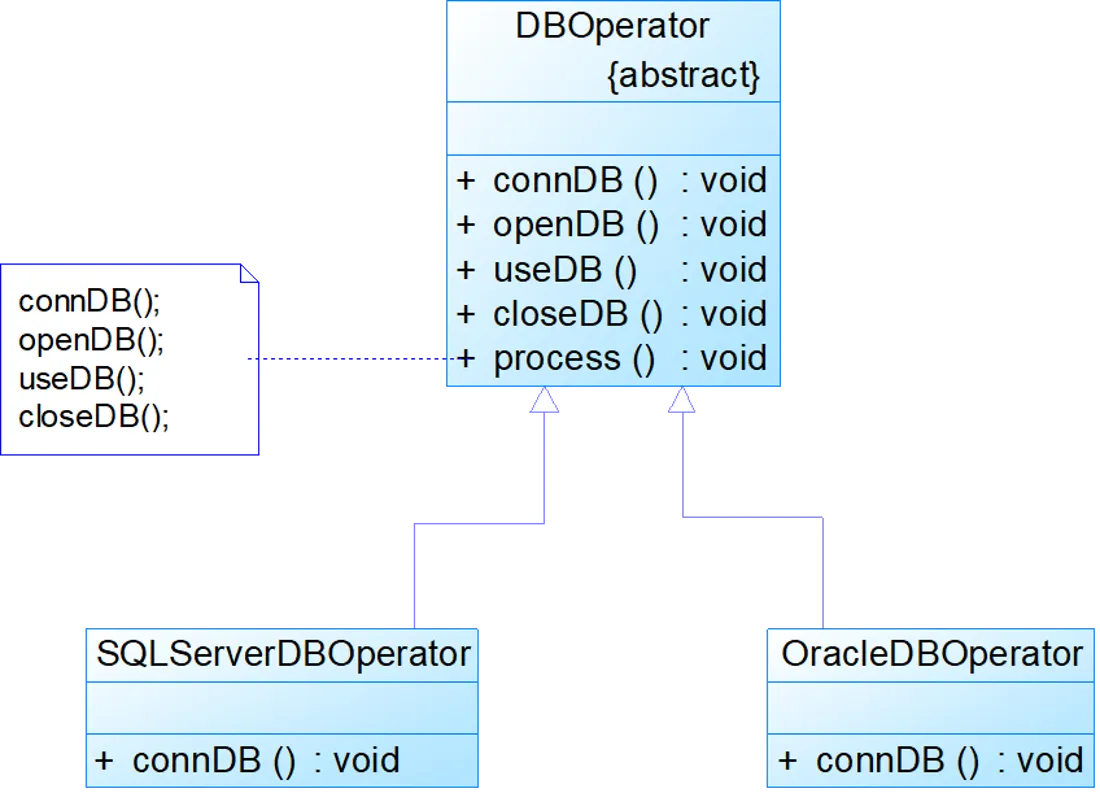 DBOperator
{abstract}
+ connDB () : void
+ openDB () : void
+ useDB () : void
+ closeDB () : void
+ process () : void
connDB();
openDB();
useDB();
closeDB();
SQLServerDBOperator
+ connDB () : void
OracleDBOperator
+ connDB () : void